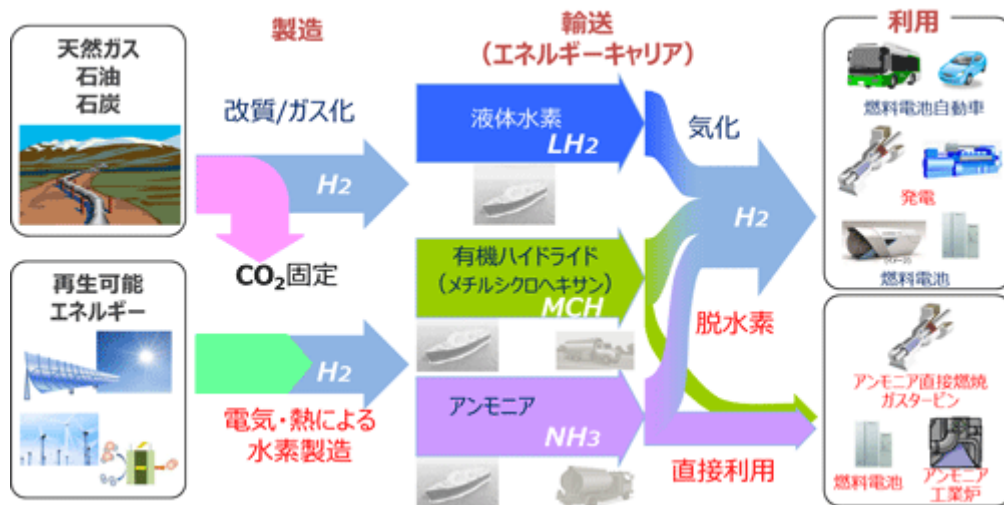 製造
輸送
（エネルギーキャリア）
利用
天然ガス
石油
石炭
改質/ガス化
H2
CO2固定
再生可能
エネルギー
H2
電気・熱による
水素製造
液体水素
LH2
有機ハイドライド
（メチルシクロヘキサン）
MCH
アンモニア
NH3
気化
H2
脱水素
直接利用
燃料電池自動車
発電
燃料電池
アンモニア直接燃焼
ガスタービン
燃料電池
アンモニア
工業炉